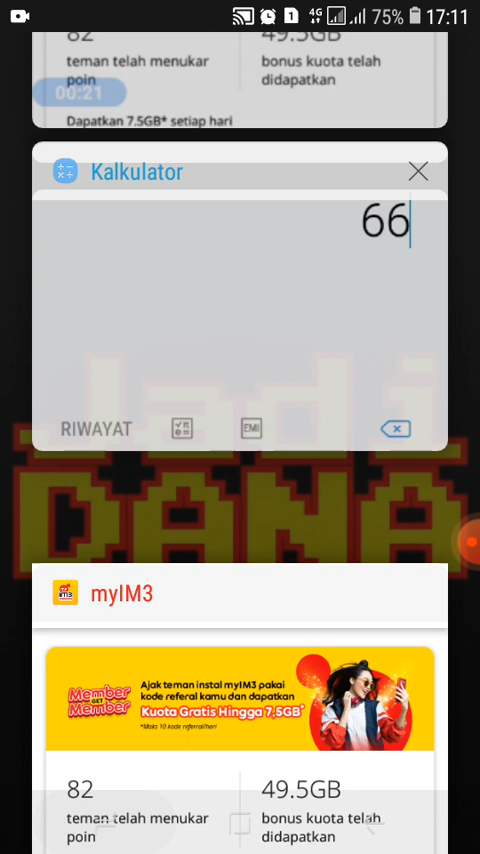 4G 75% 17:11
82
49.5GB
teman telah menukar
poin
bonus kuota telah
didapatkan
00:21
Dapatkan 7.5GB* setiap hari
Kalkulator
66
RIWAYAT
EMI
Jadi
DANA
myIM3
Member
GET
Member
Ajak teman instal myIM3 pakai
kode referal kamu dan dapatkan
Kuota Gratis Hingga 7,5GB*
*Maks 10 kode referral/hari
82
49.5GB
teman telah menukar
poin
bonus kuota telah
didapatkan